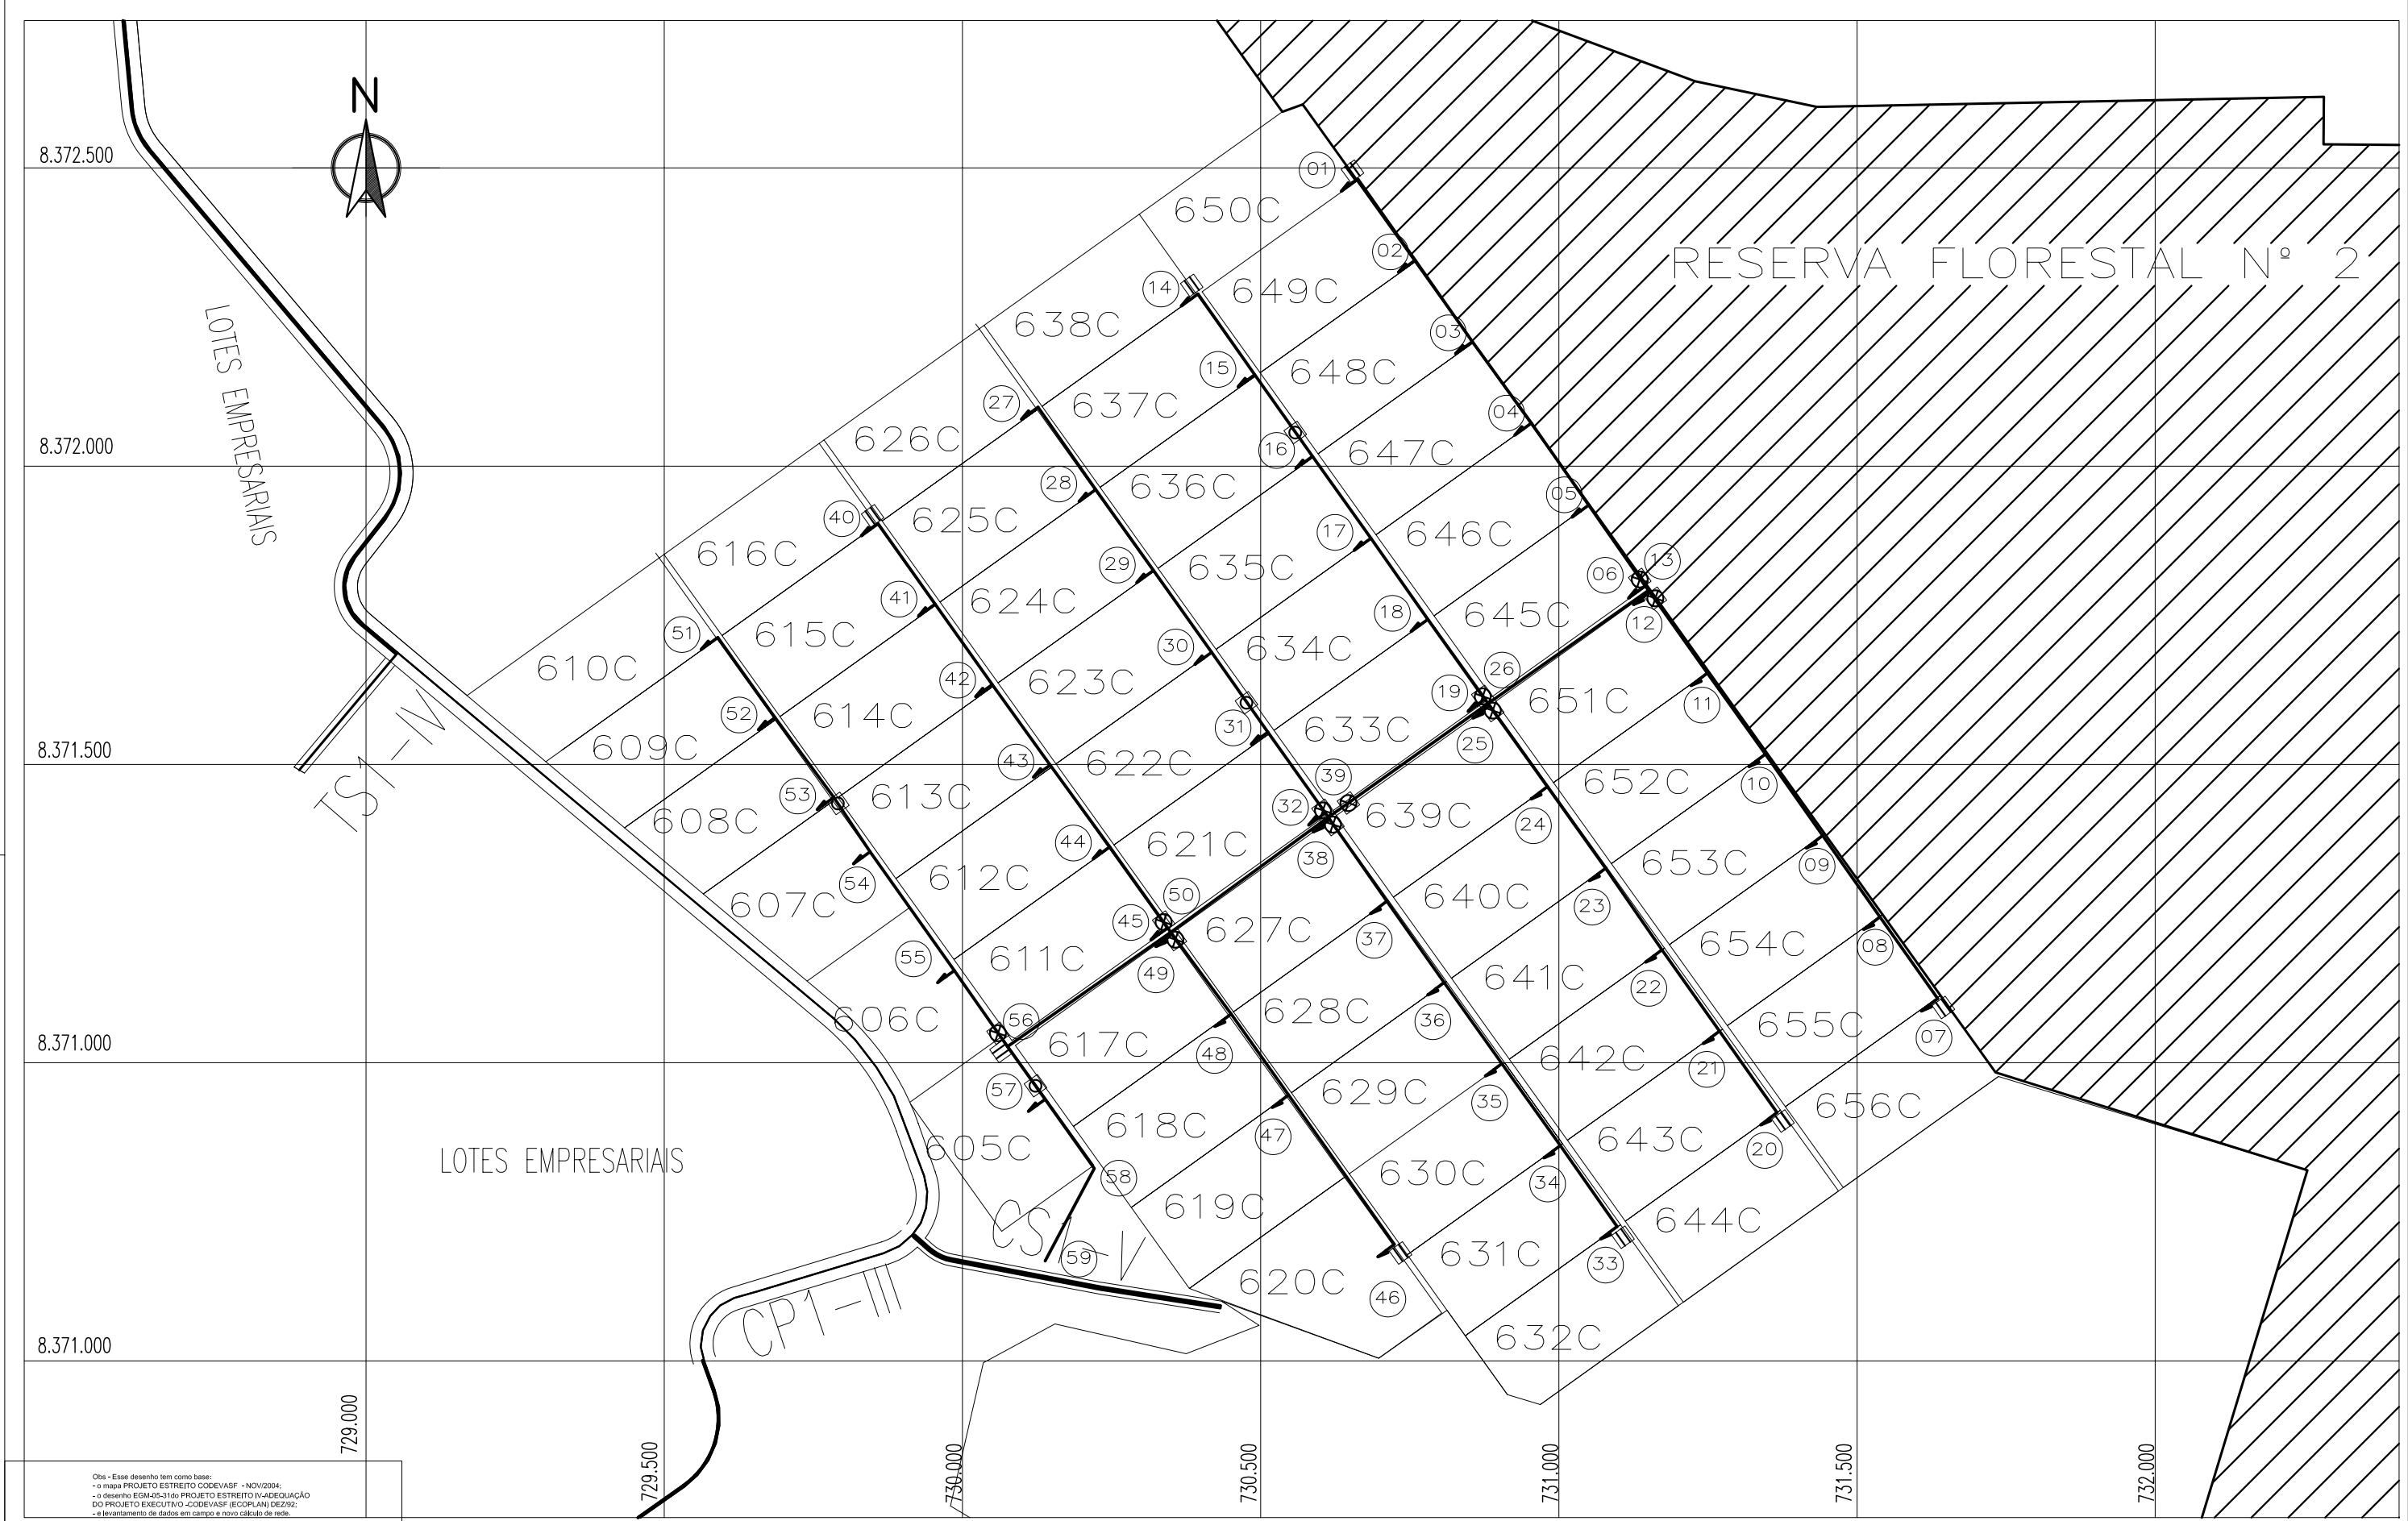 N
8.372.500
01
650C
02
RESERVA FLORESTAL Nº 2
14
649C
638C
03
648C
15
LOTES EMPRESARIAIS
27
637C
04
626C
16
647C
8.372.000
28
636C
05
40
625C
17
646C
616C
29
635C
13
06
41
624C
18
645C
12
51
615C
30
634C
610C
26
42
623C
19
651C
11
52
614C
31
633C
25
TS1-IV
609C
8.371.500
43
622C
39
652C
10
53
613C
32
639C
24
608C
44
621C
38
653C
09
54
612C
640C
607C
50
23
45
627C
37
654C
08
55
611C
49
641C
22
606C
56
628C
36
655C
07
617C
48
8.371.000
642C
21
57
629C
35
656C
618C
47
643C
20
605C
LOTES EMPRESARIAIS
58
630C
34
619C
644C
CS1-V
59
631C
33
620C
46
CP1-III
632C
8.371.000
729.000
729.500
730.000
730.500
731.000
731.500
732.000
Obs - Esse desenho tem como base:
- o mapa PROJETO ESTREITO CODEVASF - NOV/2004;
- o desenho EGM-05-31do PROJETO ESTREITO IV-ADEQUAÇÃO
DO PROJETO EXECUTIVO -CODEVASF (ECOPLAN) DEZ/92;
- e levantamento de dados em campo e novo cálculo de rede.